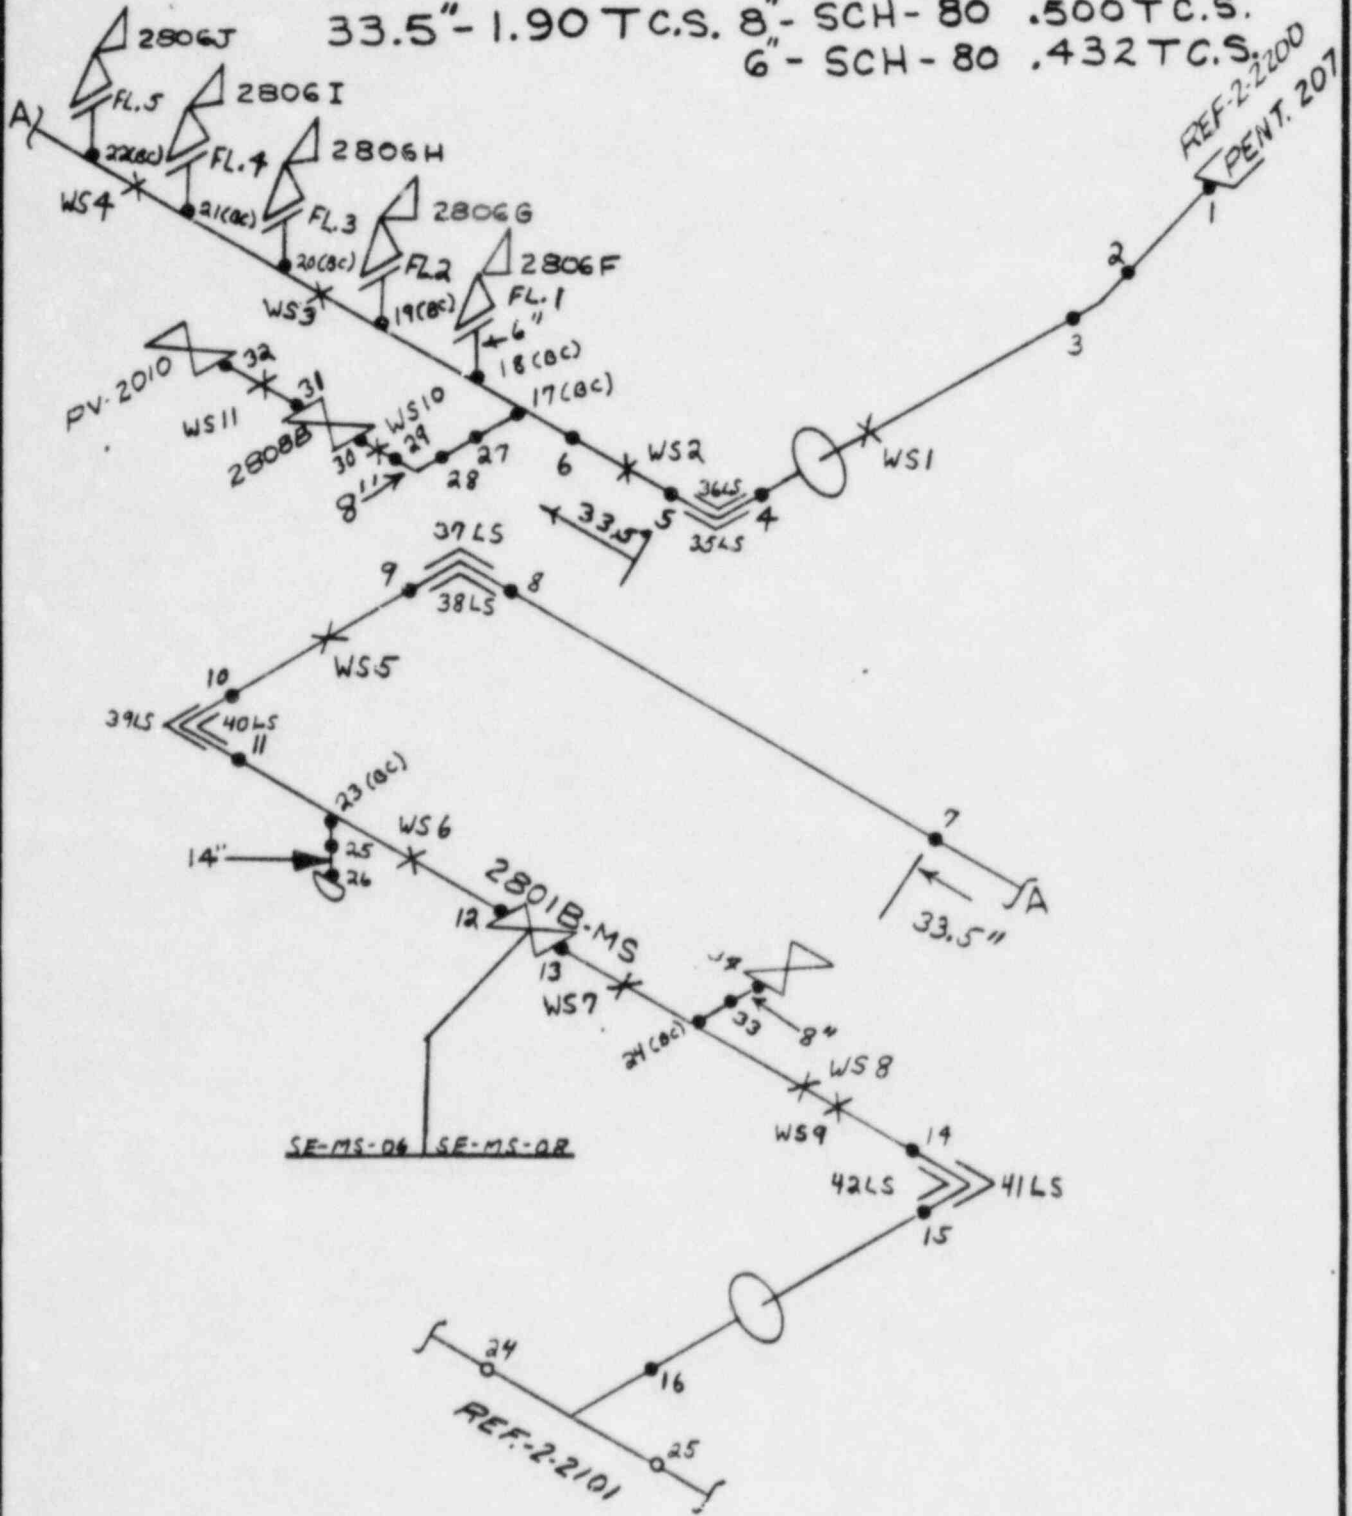 33.5"- 1.90 T C.S. 8"- SCH - 80 .500 T C.S.
6"- SCH - 80 .432 T C.S.
REF-2-2200
PENT. 207
2806J
2806I
2806H
2806G
2806F
A
FL.5
FL.4
FL.3
FL.2
FL.1
6"
22(BC)
21(BC)
20(BC)
19(BC)
18(BC)
17(BC)
WS4
WS3
WS2
WS1
1
2
3
4
5
6
36LS
35LS
33.5"
PV-2010
32
WS11
31
2808B
30
WS10
29
8"
28
27
37LS
38LS
9
8
WS5
10
39LS
40LS
11
23(BC)
25
26
14"
WS6
12
2801B-MS
13
WS7
7
A
33.5"
SE-MS-06
SE-MS-08
24(BC)
33
8"
WS8
WS9
14
42LS
41LS
15
16
24
25
REF.-2-2101